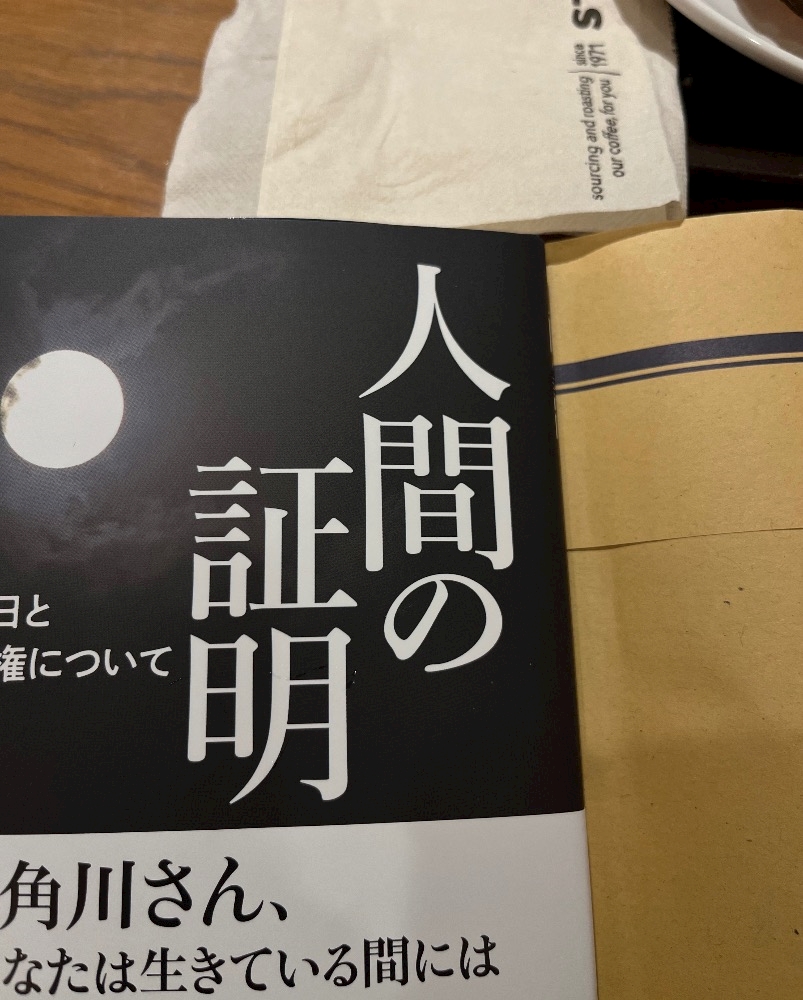 人間の
証明
日と
権について
角川さん、
なたは生きている間には
since
1971
sourcing and roasting
our coffee, for you